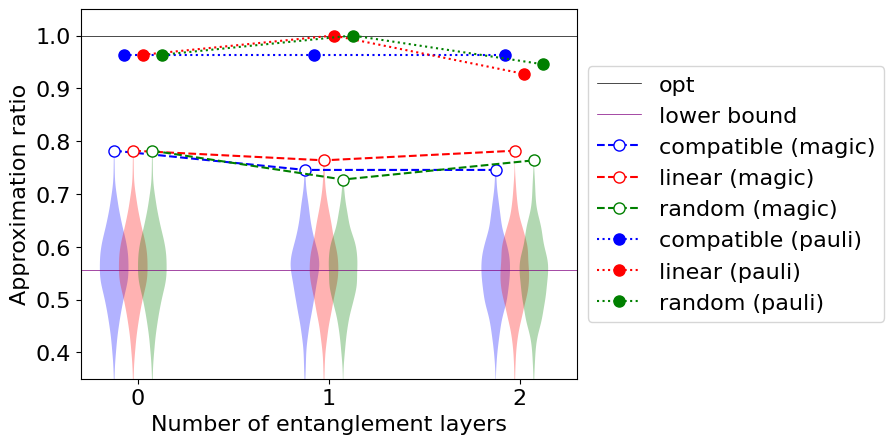 Approximation ratio
1.0
0.9
0.8
0.7
0.6
0.5
0.4
0
1
2
Number of entanglement layers
opt
lower bound
compatible (magic)
linear (magic)
random (magic)
compatible (pauli)
linear (pauli)
random (pauli)